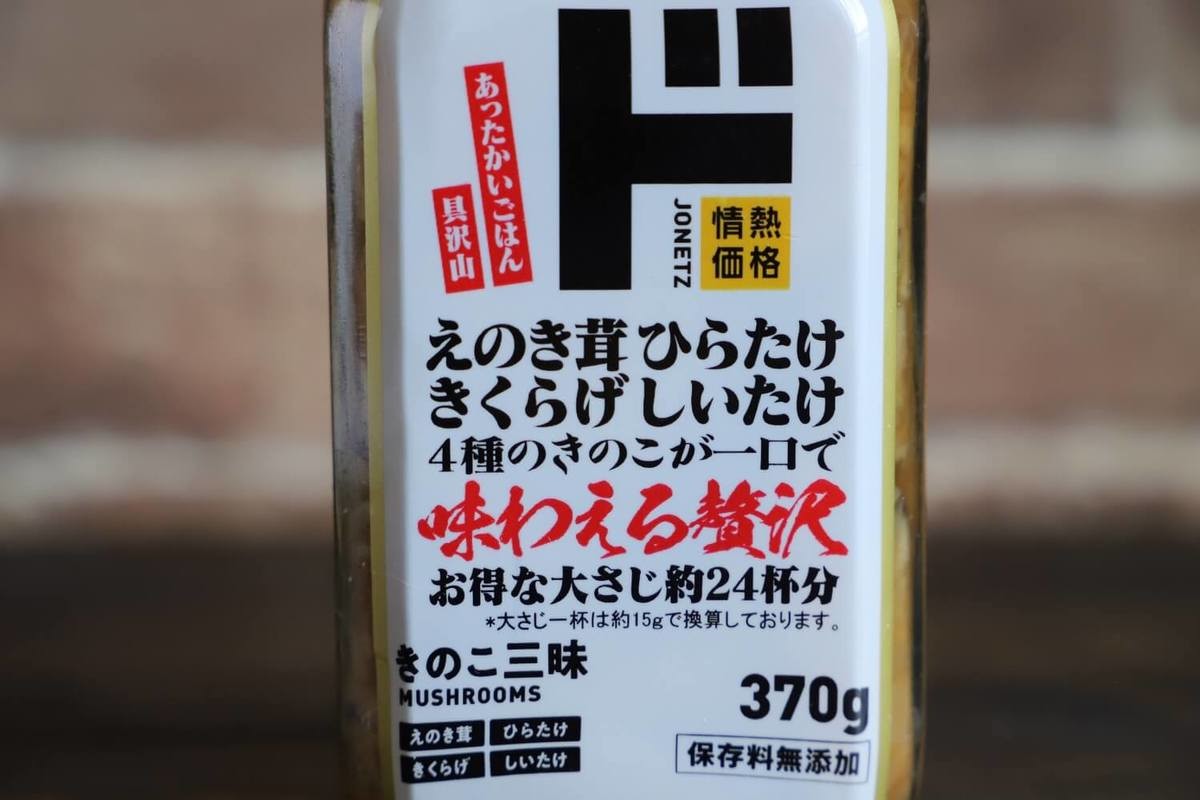 ド
JONETZ
情熱
価格
あったかいごはん
具沢山
えのき茸 ひらたけ
きくらげ しいたけ
4種のきのこが一口で
味わえる贅沢
お得な大さじ約24杯分
*大さじ一杯は約15gで換算しております。
きのこ三昧
MUSHROOMS
えのき茸 ひらたけ
きくらげ しいたけ
370g
保存料無添加